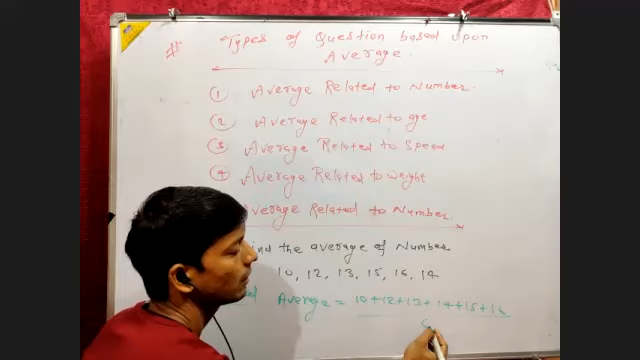 # Types of Question based upon
Average.
① Average Related to Number.
② Average Related to age
③ Average Related to Speed
④ Average Related to weight
Average Related to Number.
the average of Number
10, 12, 13, 15, 16, 14
Average = 10+12+13+14+15+16